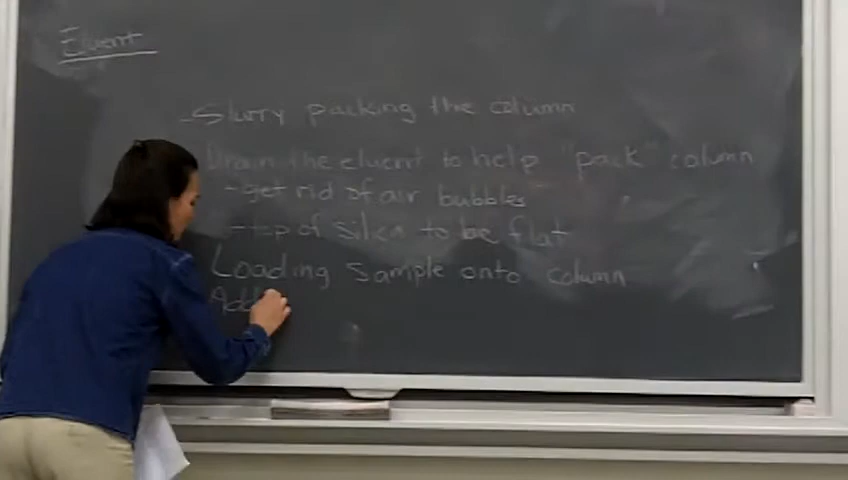 Eluent
- Slurry packing the column
Drain the eluent to help "pack" column
- get rid of air bubbles
- top of silica to be flat
Loading sample onto column
Add